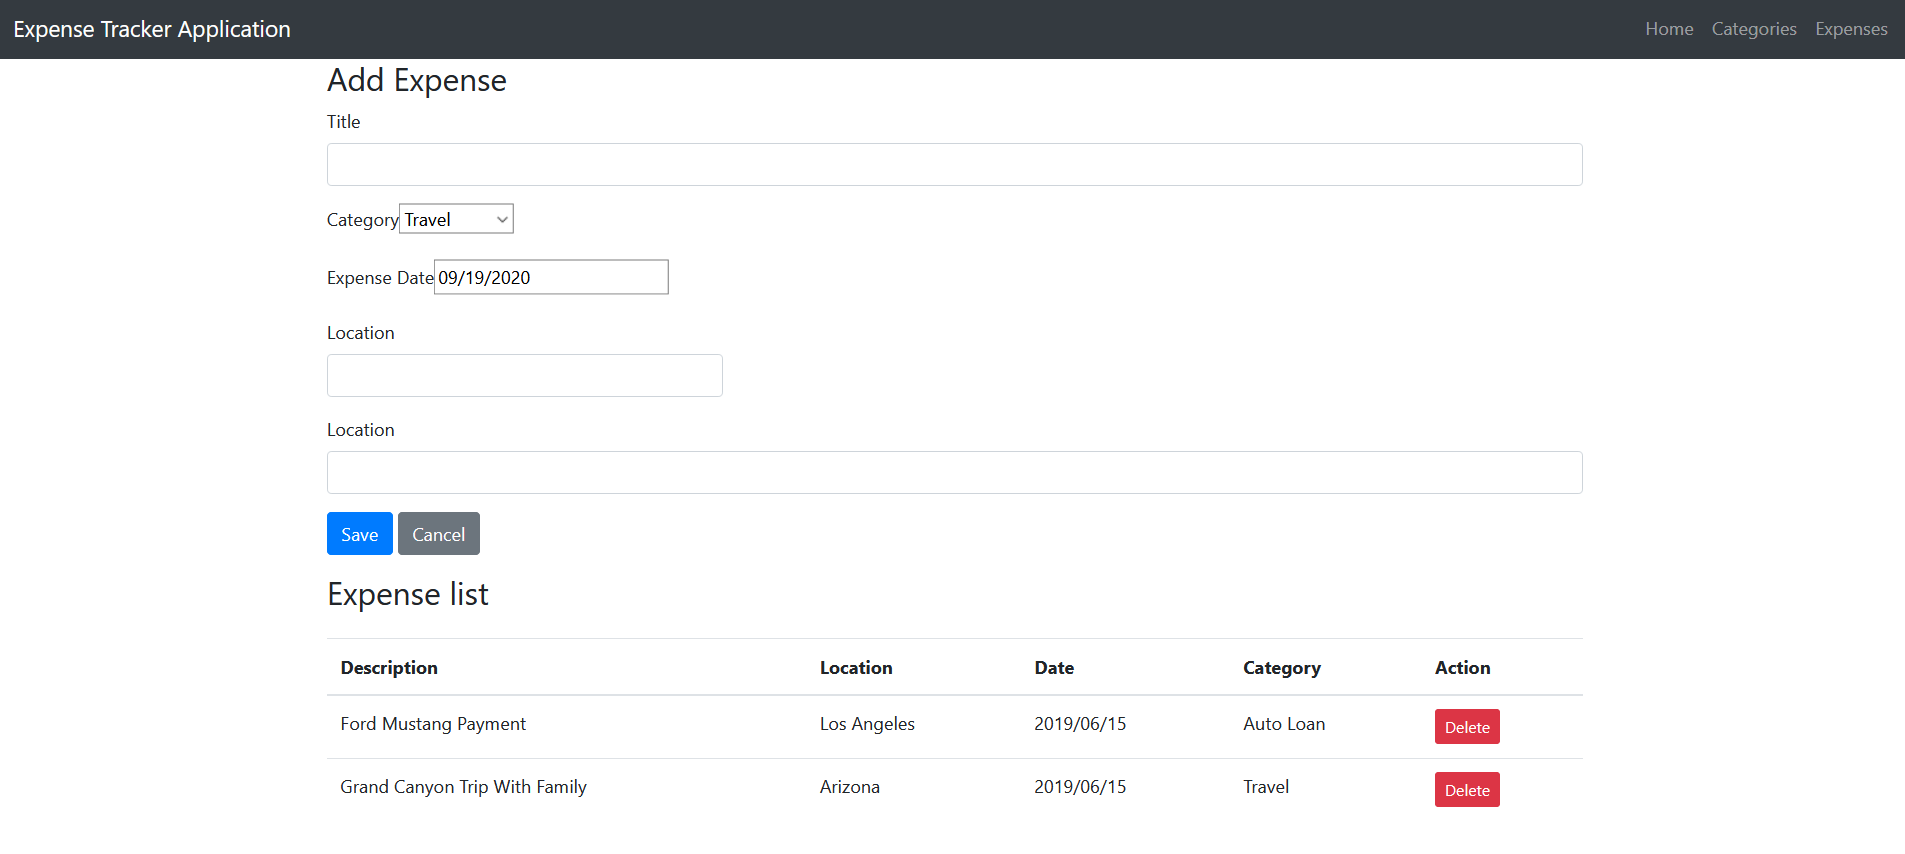 Expense Tracker Application Home Categories Expenses
Add Expense
Title
Category Travel
Expense Date 09/19/2020
Location
Location
Save Cancel
Expense list
Description Location Date Category Action
Ford Mustang Payment Los Angeles 2019/06/15 Auto Loan Delete
Grand Canyon Trip With Family Arizona 2019/06/15 Travel Delete